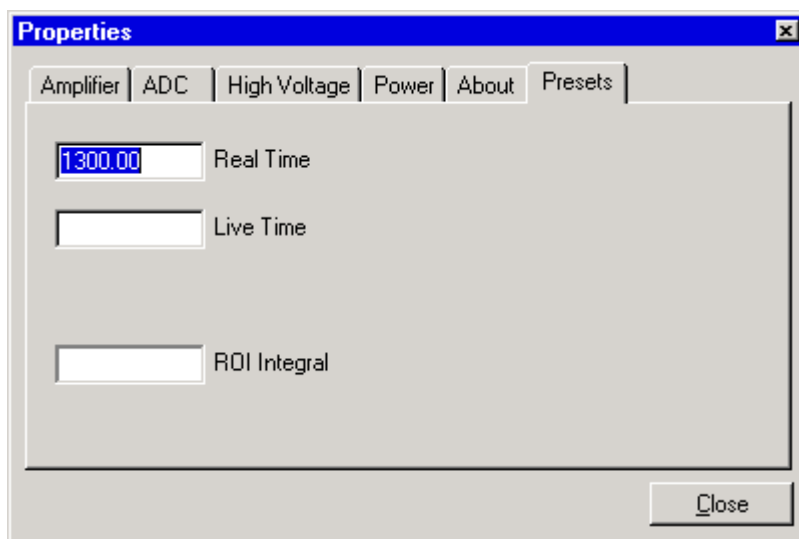 Properties
Amplifier ADC High Voltage Power About Presets
1300.00 Real Time
Live Time
ROI Integral
Close